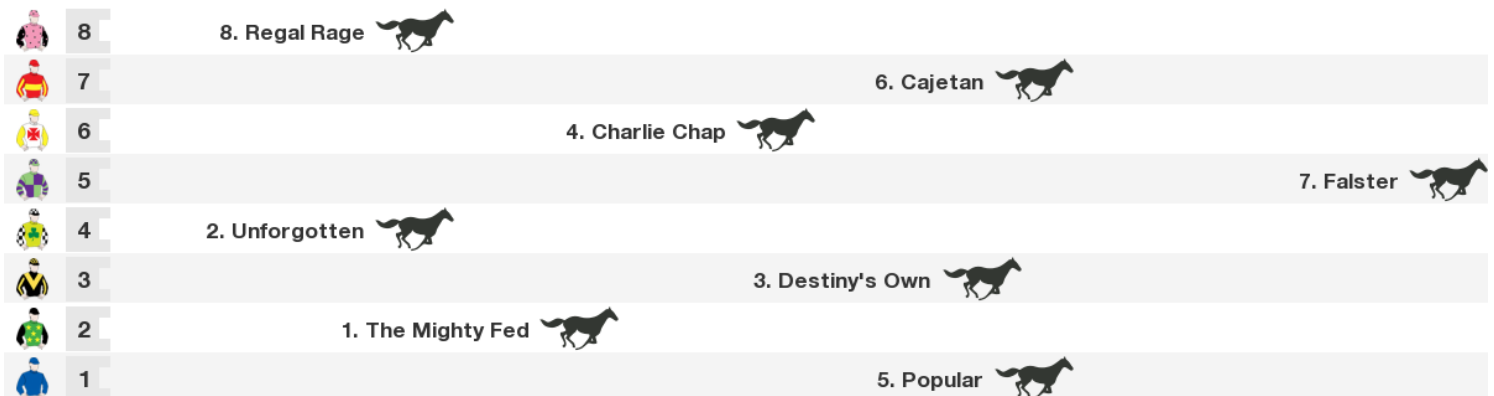 8 8. Regal Rage
7 6. Cajetan
6 4. Charlie Chap
5 7. Falster
4 2. Unforgotten
3 3. Destiny's Own
2 1. The Mighty Fed
1 5. Popular